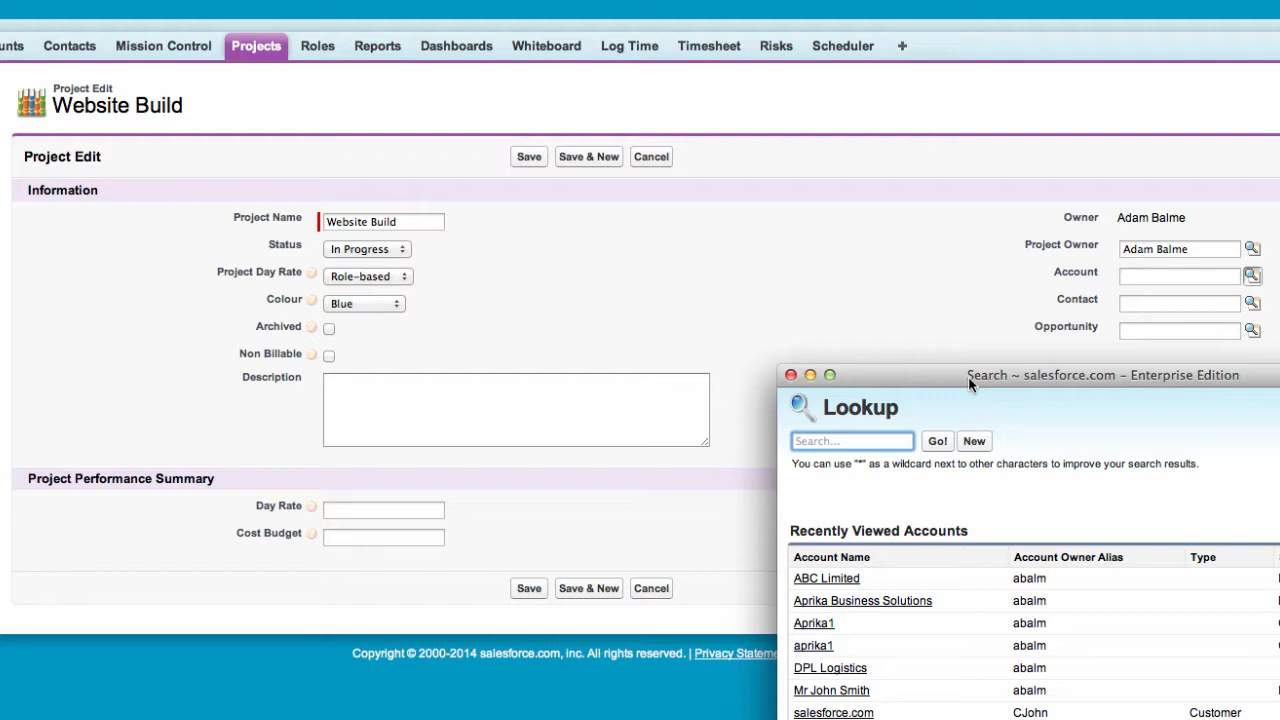 unts Contacts Mission Control Projects Roles Reports Dashboards Whiteboard Log Time Timesheet Risks Scheduler +
Project Edit
Website Build
Project Edit Save Save & New Cancel
Information
Project Name Website Build Owner Adam Balme
Status In Progress Project Owner Adam Balme
Project Day Rate Role-based Account
Colour Blue Contact
Archived Opportunity
Non Billable
Description
Search ~ salesforce.com – Enterprise Edition
Lookup
Search... Go! New
You can use "*" as a wildcard next to other characters to improve your search results.
Project Performance Summary
Day Rate
Cost Budget
Save Save & New Cancel
Recently Viewed Accounts
Account Name Account Owner Alias Type
ABC Limited abalm
Aprika Business Solutions abalm
Aprika1 abalm
aprika1 abalm
DPL Logistics abalm
Mr John Smith abalm
salesforce.com CJohn Customer
Copyright © 2000-2014 salesforce.com, inc. All rights reserved. | Privacy Stateme